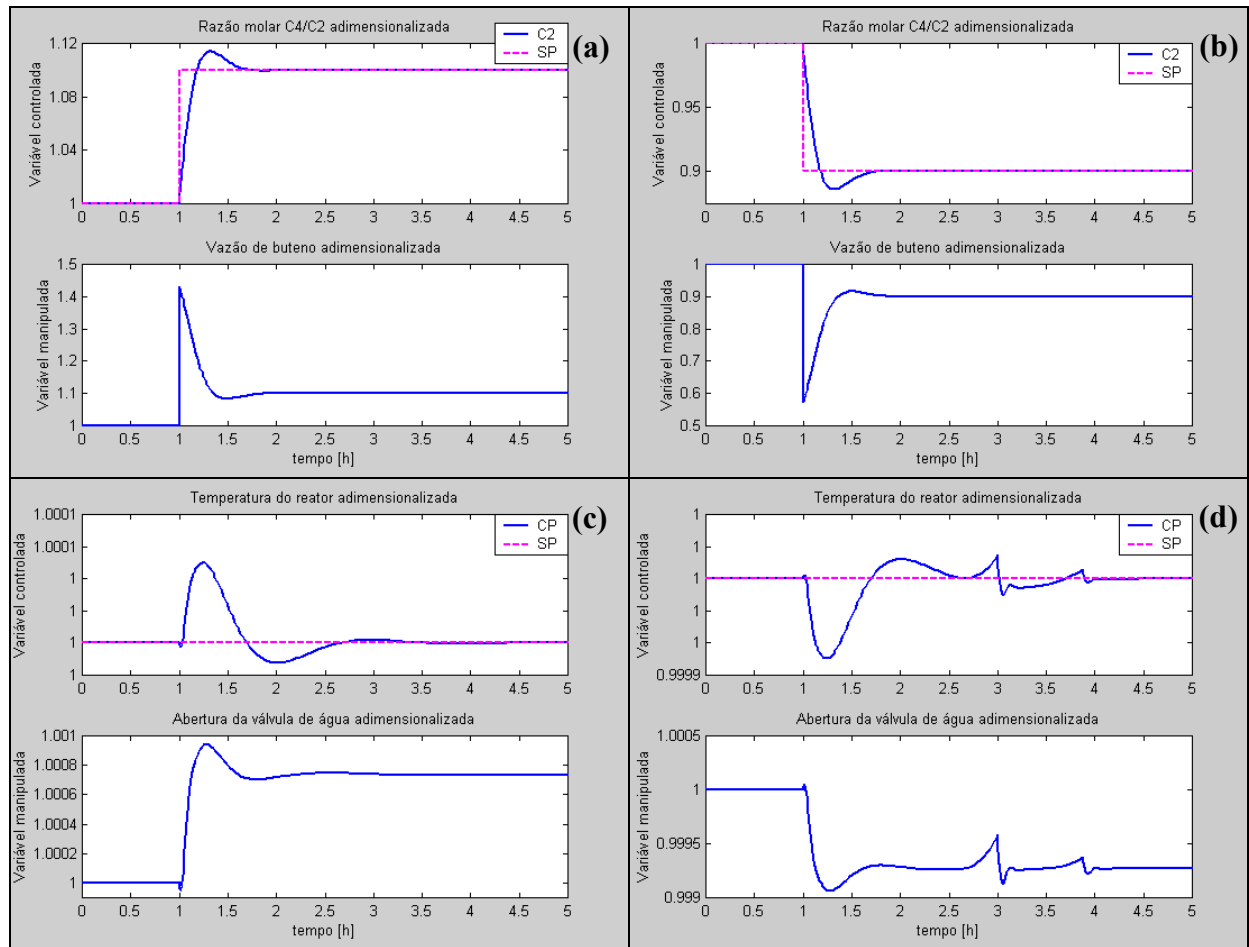 Razão molar C4/C2 adimensionalizada
(a)
C2
SP
Variável controlada
1.12
1.08
1.04
1
0 0.5 1 1.5 2 2.5 3 3.5 4 4.5 5
Vazão de buteno adimensionalizada
Variável manipulada
1.5
1.4
1.3
1.2
1.1
1
0 0.5 1 1.5 2 2.5 3 3.5 4 4.5 5
tempo [h]
Razão molar C4/C2 adimensionalizada
(b)
C2
SP
Variável controlada
1
0.95
0.9
0 0.5 1 1.5 2 2.5 3 3.5 4 4.5 5
Vazão de buteno adimensionalizada
Variável manipulada
1
0.9
0.8
0.7
0.6
0.5
0 0.5 1 1.5 2 2.5 3 3.5 4 4.5 5
tempo [h]
Temperatura do reator adimensionalizada
(c)
CP
SP
Variável controlada
1.0001
1.0001
1
1
1
1
0 0.5 1 1.5 2 2.5 3 3.5 4 4.5 5
Abertura da válvula de água adimensionalizada
Variável manipulada
1.001
1.0008
1.0006
1.0004
1.0002
1
0 0.5 1 1.5 2 2.5 3 3.5 4 4.5 5
tempo [h]
Temperatura do reator adimensionalizada
(d)
CP
SP
Variável controlada
1
1
1
1
1
0.9999
0 0.5 1 1.5 2 2.5 3 3.5 4 4.5 5
Abertura da válvula de água adimensionalizada
Variável manipulada
1.0005
1
0.9995
0.999
0 0.5 1 1.5 2 2.5 3 3.5 4 4.5 5
tempo [h]